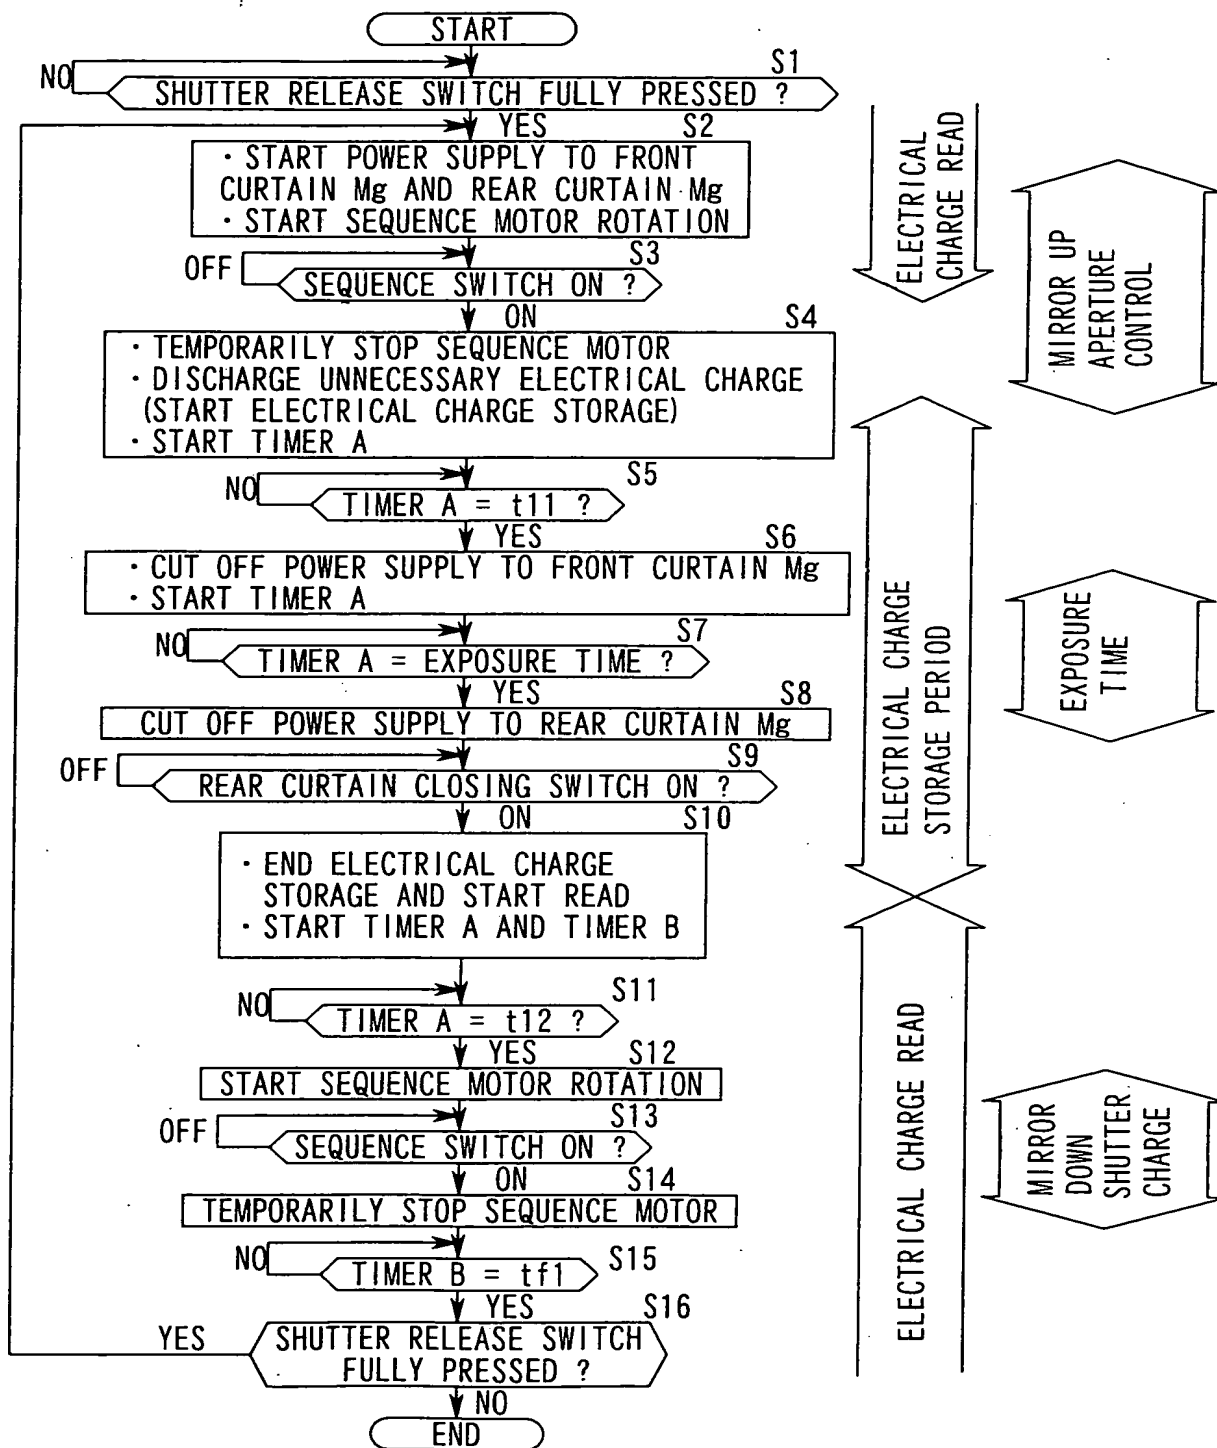 START
S1
NO
SHUTTER RELEASE SWITCH FULLY PRESSED ?
YES
S2
· START POWER SUPPLY TO FRONT
CURTAIN Mg AND REAR CURTAIN Mg
· START SEQUENCE MOTOR ROTATION
S3
OFF
SEQUENCE SWITCH ON ?
ON
S4
· TEMPORARILY STOP SEQUENCE MOTOR
· DISCHARGE UNNECESSARY ELECTRICAL CHARGE
(START ELECTRICAL CHARGE STORAGE)
· START TIMER A
S5
NO
TIMER A = t11 ?
YES
S6
· CUT OFF POWER SUPPLY TO FRONT CURTAIN Mg
· START TIMER A
S7
NO
TIMER A = EXPOSURE TIME ?
YES
S8
CUT OFF POWER SUPPLY TO REAR CURTAIN Mg
S9
OFF
REAR CURTAIN CLOSING SWITCH ON ?
ON
S10
· END ELECTRICAL CHARGE
STORAGE AND START READ
· START TIMER A AND TIMER B
S11
NO
TIMER A = t12 ?
YES
S12
START SEQUENCE MOTOR ROTATION
S13
OFF
SEQUENCE SWITCH ON ?
ON
S14
TEMPORARILY STOP SEQUENCE MOTOR
NO
S15
TIMER B = tf1
YES
S16
YES
SHUTTER RELEASE SWITCH
FULLY PRESSED ?
NO
END
ELECTRICAL
CHARGE READ
MIRROR UP
APERTURE
CONTROL
ELECTRICAL CHARGE
STORAGE PERIOD
EXPOSURE
TIME
ELECTRICAL CHARGE READ
MIRROR
DOWN
SHUTTER
CHARGE